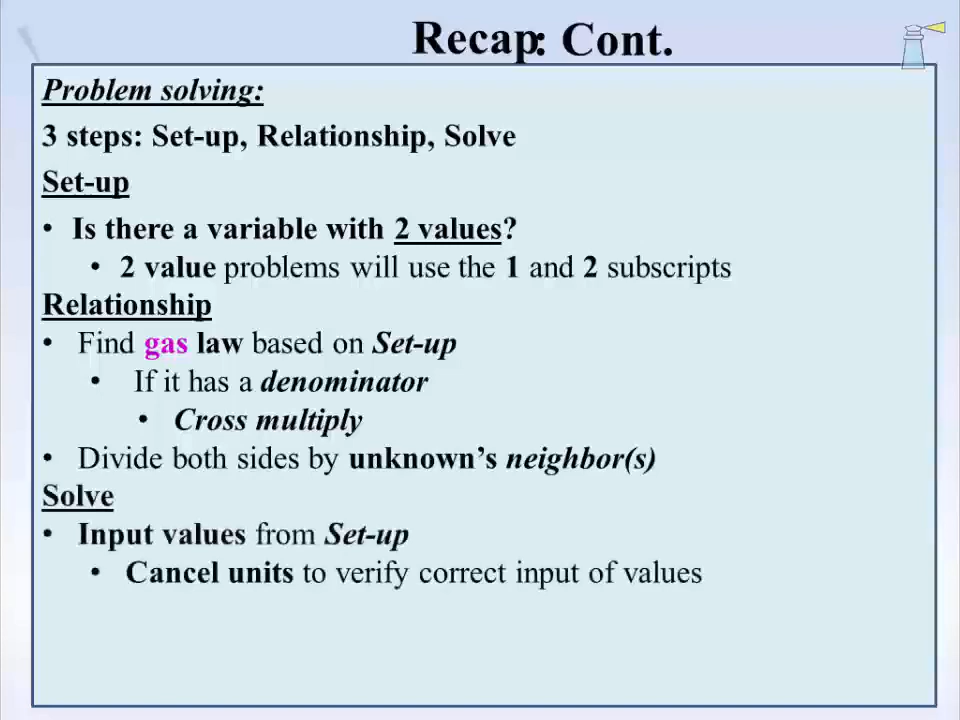 Recap: Cont.
Problem solving:
3 steps: Set-up, Relationship, Solve
Set-up
• Is there a variable with 2 values?
• 2 value problems will use the 1 and 2 subscripts
Relationship
• Find gas law based on Set-up
• If it has a denominator
• Cross multiply
• Divide both sides by unknown’s neighbor(s)
Solve
• Input values from Set-up
• Cancel units to verify correct input of values